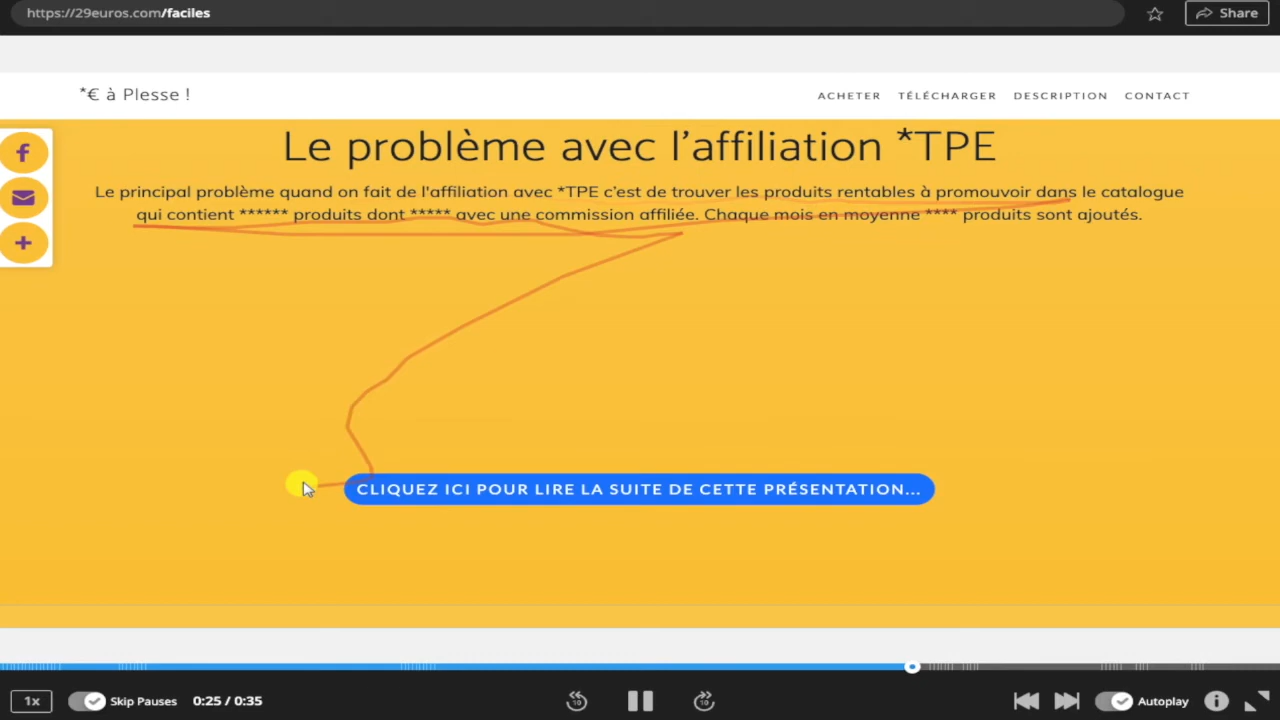 https://29euros.com/faciles
Share
*€ à Plesse !
ACHETER TÉLÉCHARGER DESCRIPTION CONTACT
Le problème avec l’affiliation *TPE
Le principal problème quand on fait de l'affiliation avec *TPE c’est de trouver les produits rentables à promouvoir dans le catalogue
qui contient ****** produits dont ***** avec une commission affiliée. Chaque mois en moyenne **** produits sont ajoutés.
CLIQUEZ ICI POUR LIRE LA SUITE DE CETTE PRÉSENTATION...
1x Skip Pauses 0:25 / 0:35 10 10 Autoplay